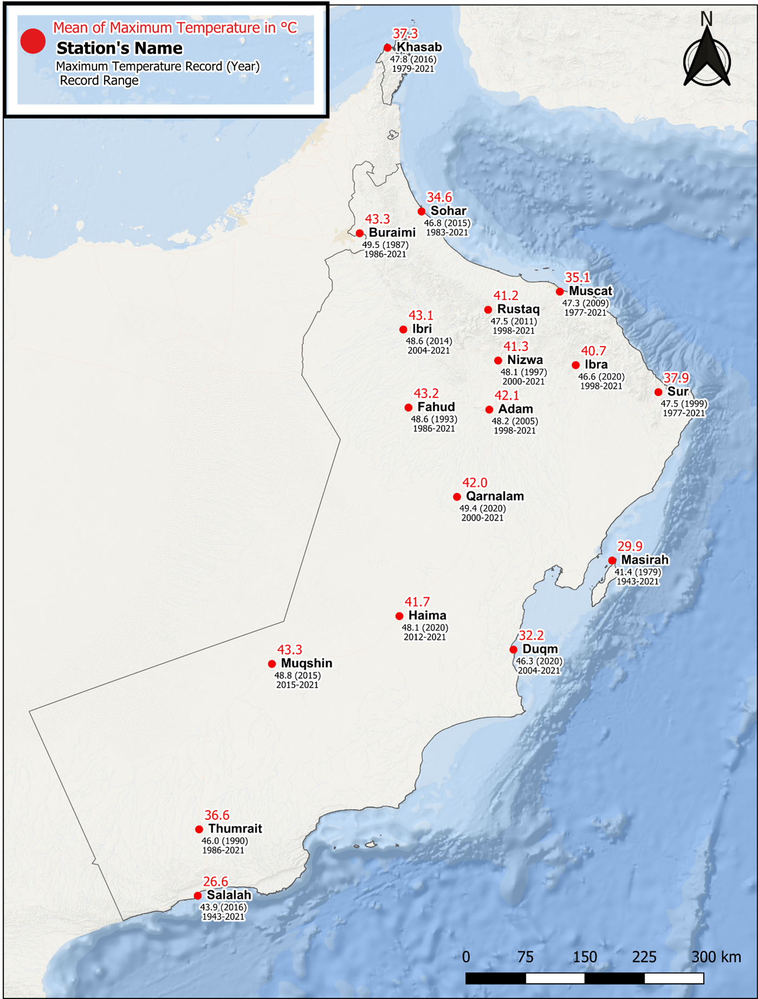 Mean of Maximum Temperature in °C
Station's Name
Maximum Temperature Record (Year)
Record Range
N
37.3
Khasab
47.8 (2016)
1979-2021
34.6
Sohar
46.8 (2015)
1983-2021
43.3
Buraimi
49.5 (1987)
1986-2021
35.1
Muscat
47.3 (2009)
1977-2021
41.2
Rustaq
47.5 (2011)
1998-2021
43.1
Ibri
48.6 (2014)
2004-2021
41.3
Nizwa
48.1 (1997)
2000-2021
40.7
Ibra
46.6 (2020)
1998-2021
37.9
Sur
47.5 (1999)
1977-2021
43.2
Fahud
48.6 (1993)
1986-2021
42.1
Adam
48.2 (2005)
1998-2021
42.0
Qarnalam
49.4 (2020)
2000-2021
29.9
Masirah
41.4 (1979)
1943-2021
41.7
Haima
48.1 (2020)
2012-2021
32.2
Duqm
46.3 (2020)
2004-2021
43.3
Muqshin
48.8 (2015)
2015-2021
36.6
Thumrait
46.0 (1990)
1986-2021
26.6
Salalah
43.9 (2016)
1943-2021
0 75 150 225 300 km